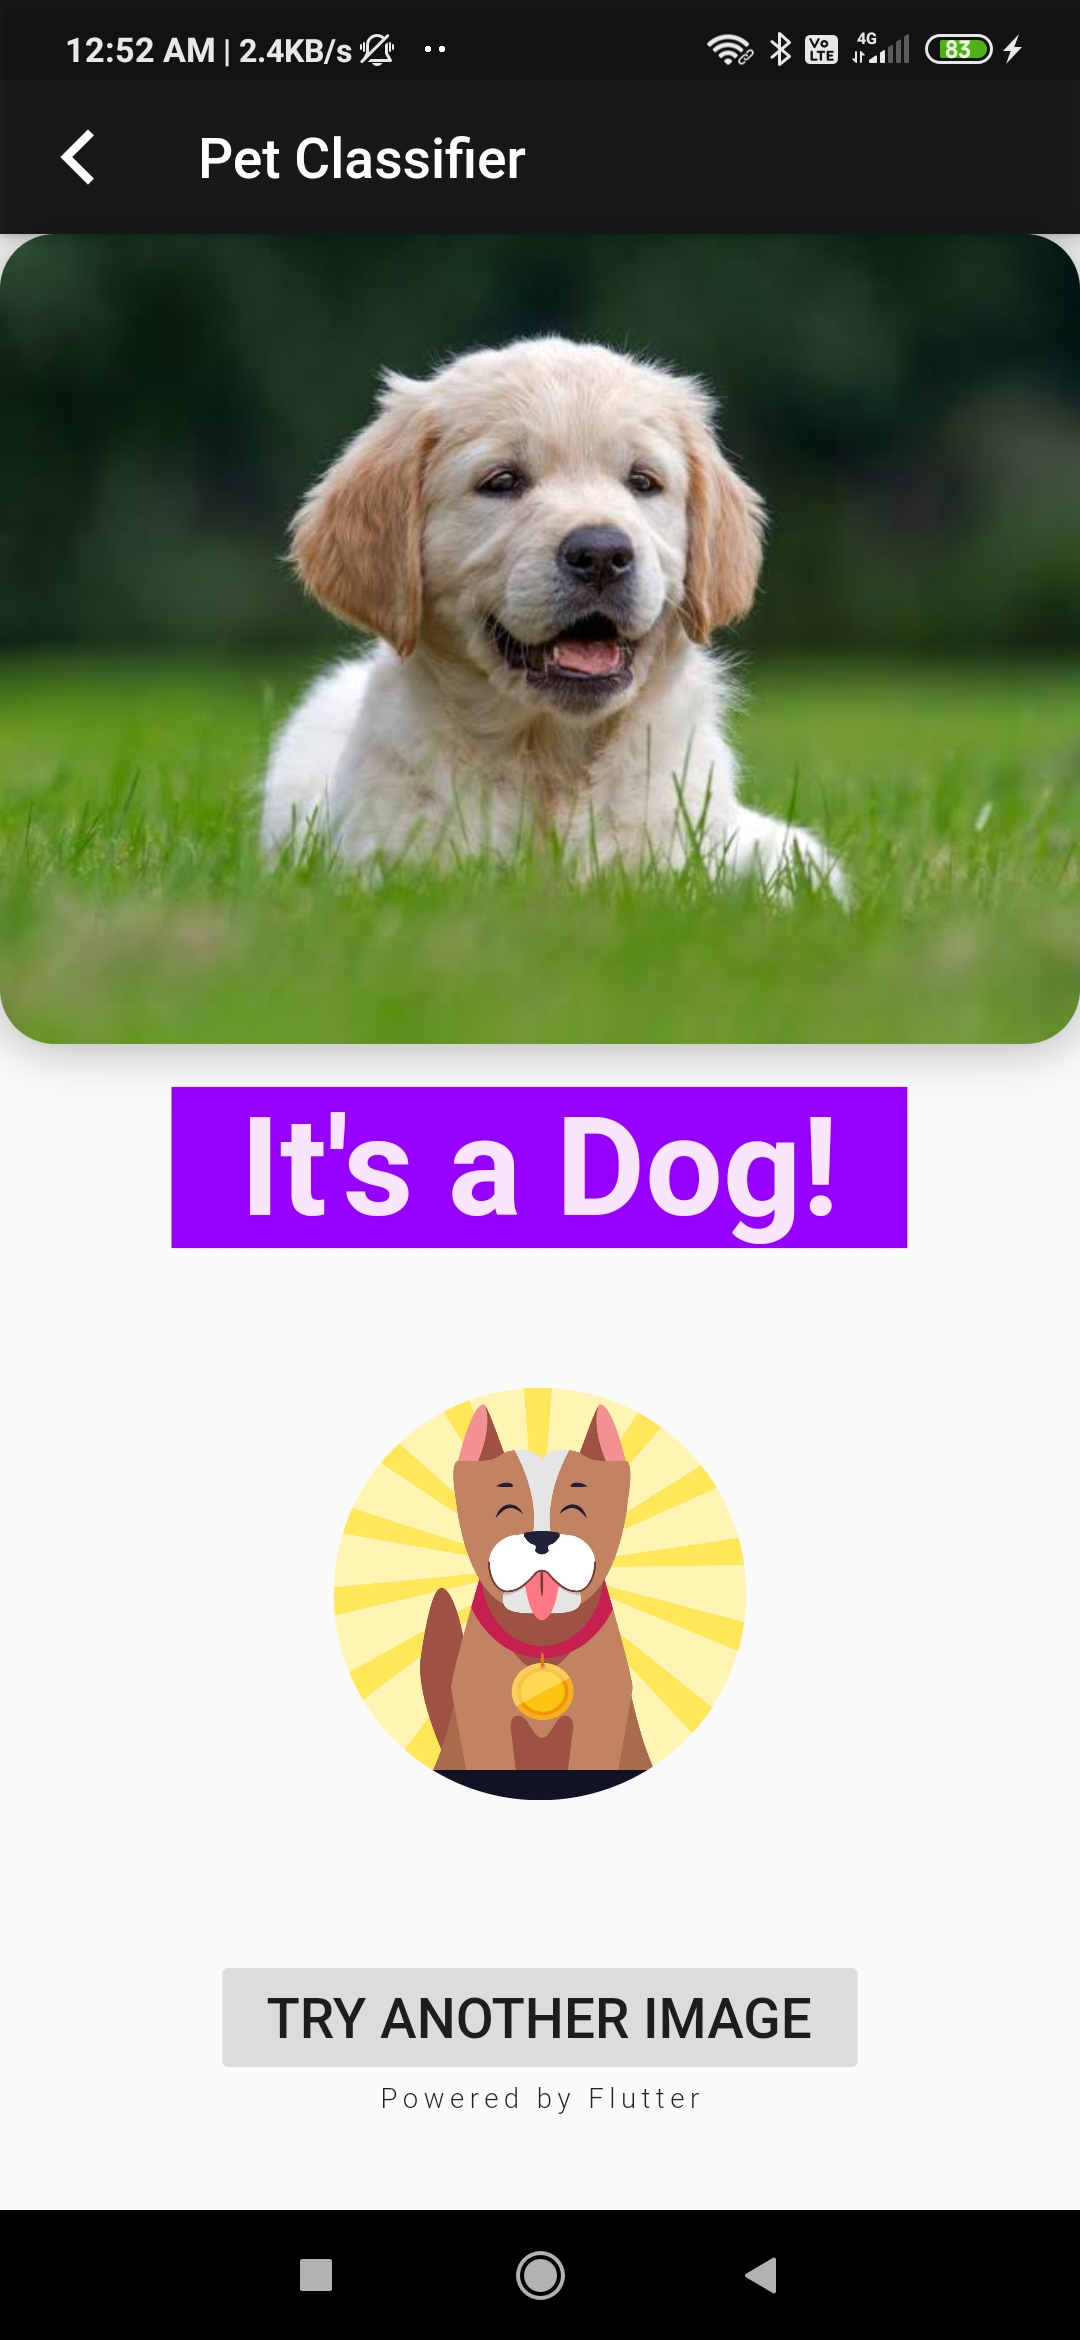 12:52 AM | 2.4KB/s
Vo LTE
4G
83
Pet Classifier
It's a Dog!
TRY ANOTHER IMAGE
Powered by Flutter